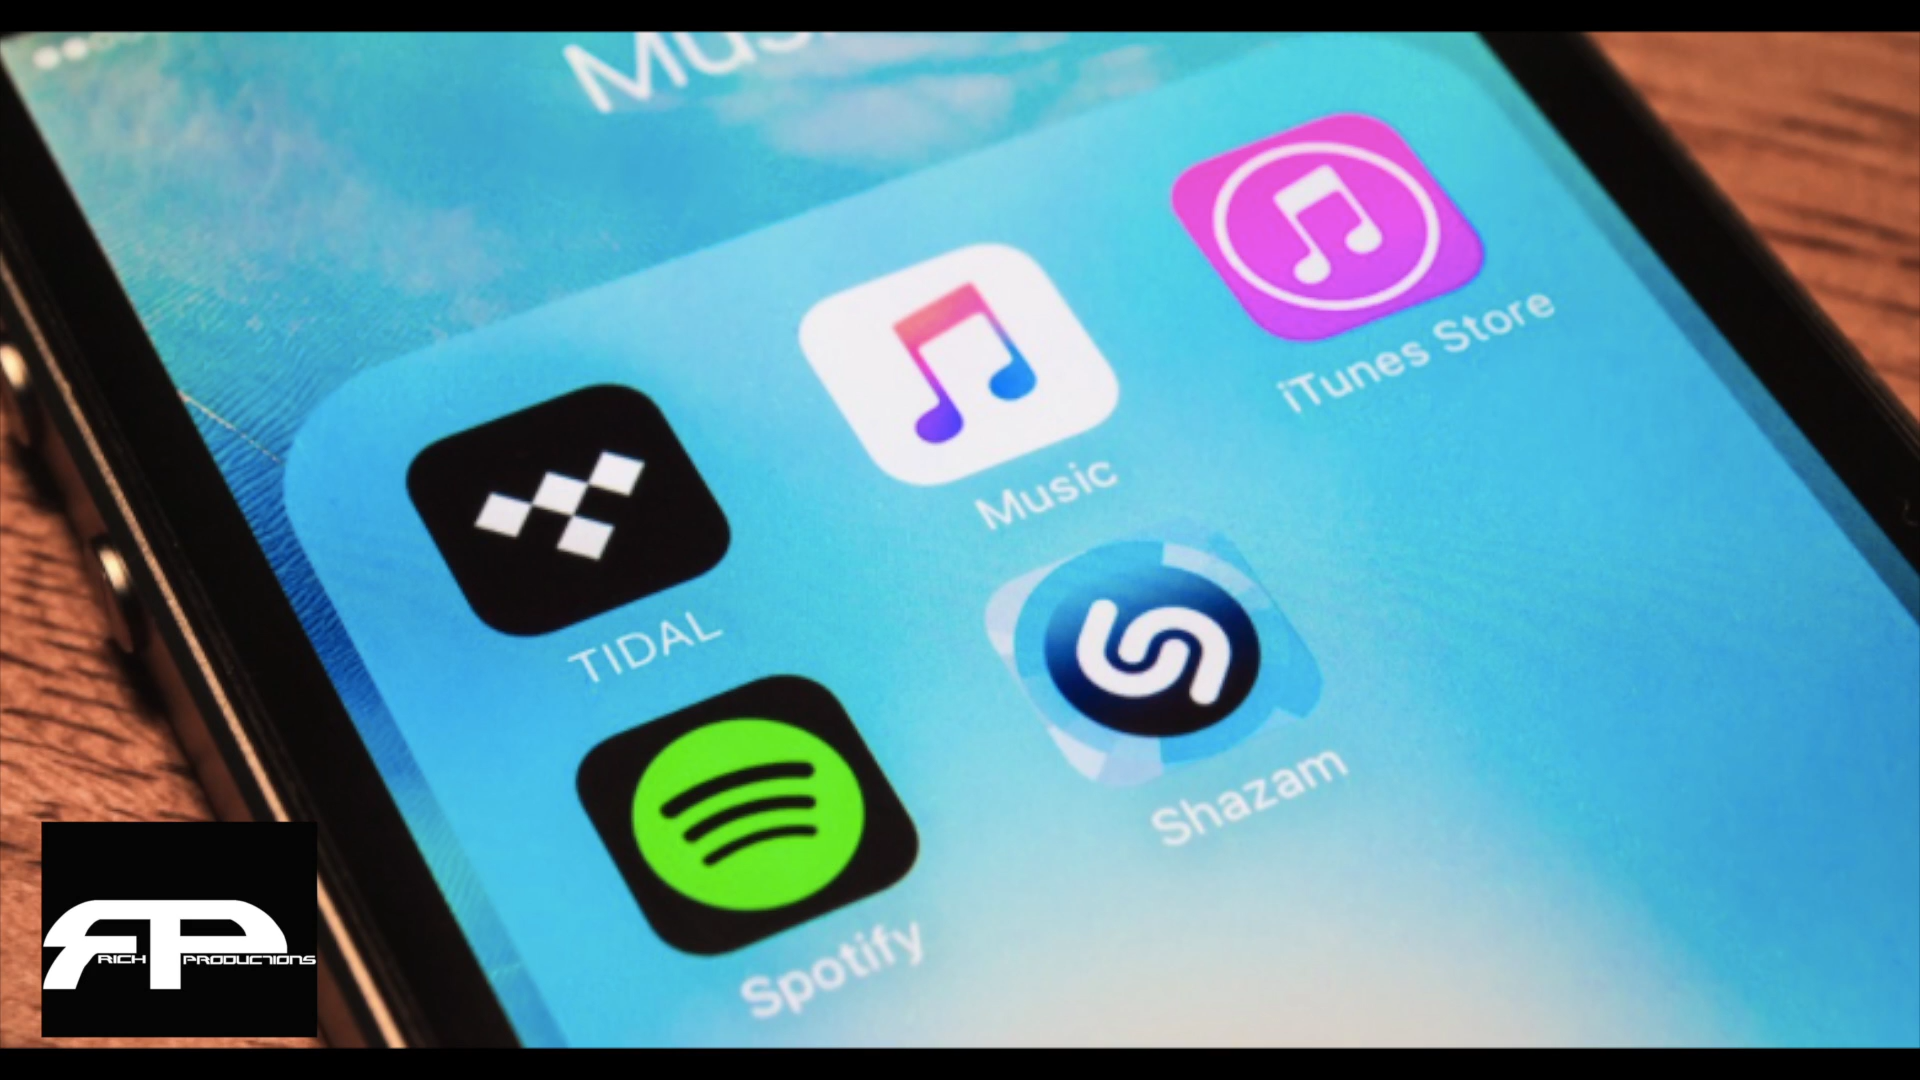 iTunes Store
Music
TIDAL
Shazam
Spotify
RICH PRODUCTIONS